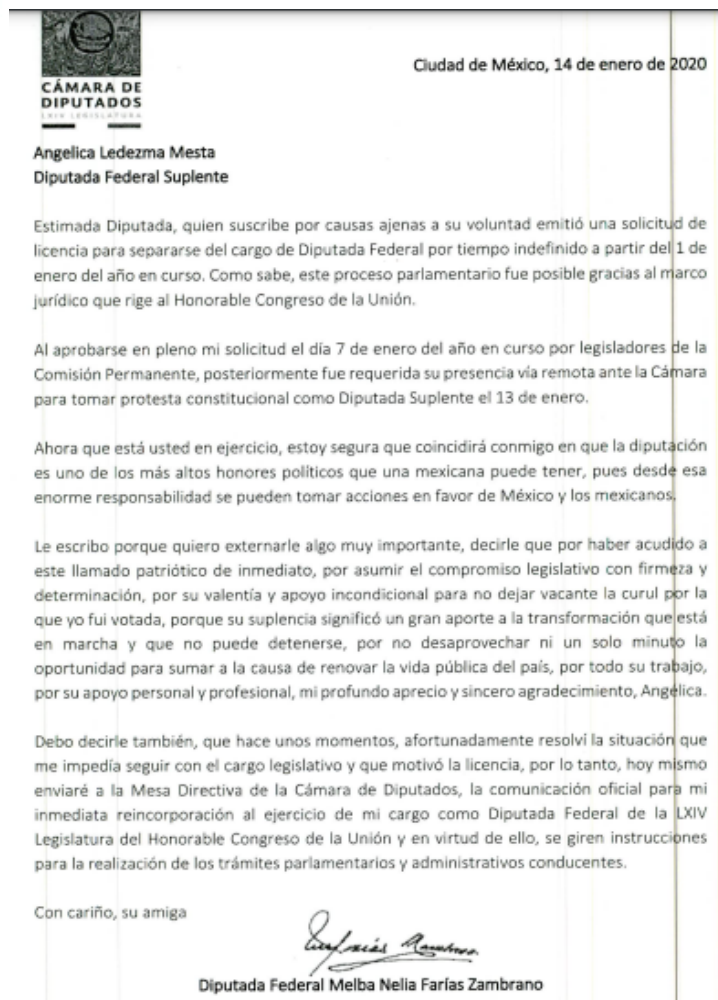 CÁMARA DE
DIPUTADOS
LXIV LEGISLATURA
Ciudad de México, 14 de enero de 2020
Angelica Ledezma Mesta
Diputada Federal Suplente
Estimada Diputada, quien suscribe por causas ajenas a su voluntad emitió una solicitud de
licencia para separarse del cargo de Diputada Federal por tiempo indefinido a partir del 1 de
enero del año en curso. Como sabe, este proceso parlamentario fue posible gracias al marco
jurídico que rige al Honorable Congreso de la Unión.
Al aprobarse en pleno mi solicitud el día 7 de enero del año en curso por legisladores de la
Comisión Permanente, posteriormente fue requerida su presencia vía remota ante la Cámara
para tomar protesta constitucional como Diputada Suplente el 13 de enero.
Ahora que está usted en ejercicio, estoy segura que coincidirá conmigo en que la diputación
es uno de los más altos honores políticos que una mexicana puede tener, pues desde esa
enorme responsabilidad se pueden tomar acciones en favor de México y los mexicanos.
Le escribo porque quiero externarle algo muy importante, decirle que por haber acudido a
este llamado patriótico de inmediato, por asumir el compromiso legislativo con firmeza y
determinación, por su valentía y apoyo incondicional para no dejar vacante la curul por la
que yo fui votada, porque su suplencia significó un gran aporte a la transformación que está
en marcha y que no puede detenerse, por no desaprovechar ni un solo minuto la
oportunidad para sumar a la causa de renovar la vida pública del país, por todo su trabajo,
por su apoyo personal y profesional, mi profundo aprecio y sincero agradecimiento, Angélica.
Debo decirle también, que hace unos momentos, afortunadamente resolví la situación que
me impedía seguir con el cargo legislativo y que motivó la licencia, por lo tanto, hoy mismo
enviaré a la Mesa Directiva de la Cámara de Diputados, la comunicación oficial para mi
inmediata reincorporación al ejercicio de mi cargo como Diputada Federal de la LXIV
Legislatura del Honorable Congreso de la Unión y en virtud de ello, se giren instrucciones
para la realización de los trámites parlamentarios y administrativos conducentes.
Con cariño, su amiga
Diputada Federal Melba Nelia Farías Zambrano